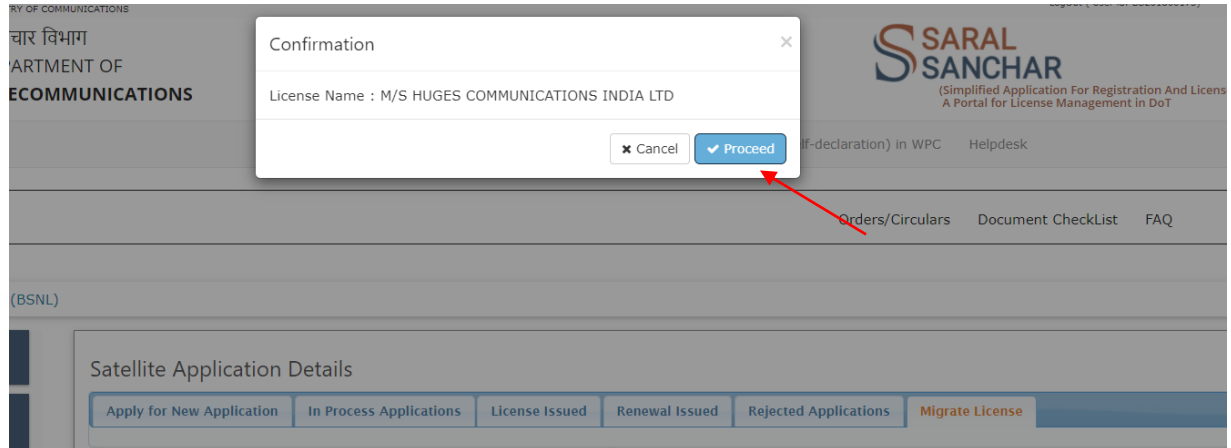 RY OF COMMUNICATIONS
चार विभाग
PARTMENT OF
ECOMMUNICATIONS
Confirmation
×
License Name : M/S HUGES COMMUNICATIONS INDIA LTD
Cancel
Proceed
SARAL
SANCHAR
(Simplified Application For Registration And Licens
A Portal for License Management in DoT
lf-declaration) in WPC Helpdesk
Orders/Circulars Document CheckList FAQ
(BSNL)
Satellite Application Details
Apply for New Application In Process Applications License Issued Renewal Issued Rejected Applications Migrate License